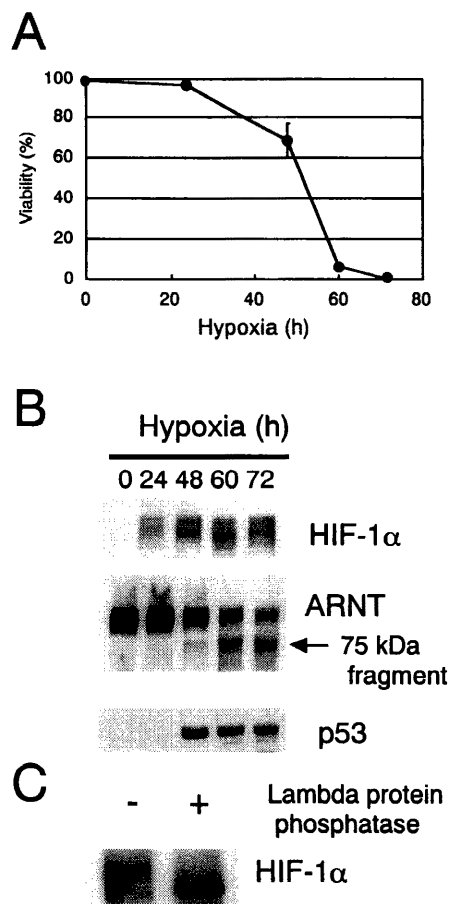 A
100
80
60
40
20
0
Viability (%)
0 20 40 60 80
Hypoxia (h)
B
Hypoxia (h)
0 24 48 60 72
HIF-1α
ARNT
75 kDa
fragment
p53
C
- +
Lambda protein
phosphatase
HIF-1α